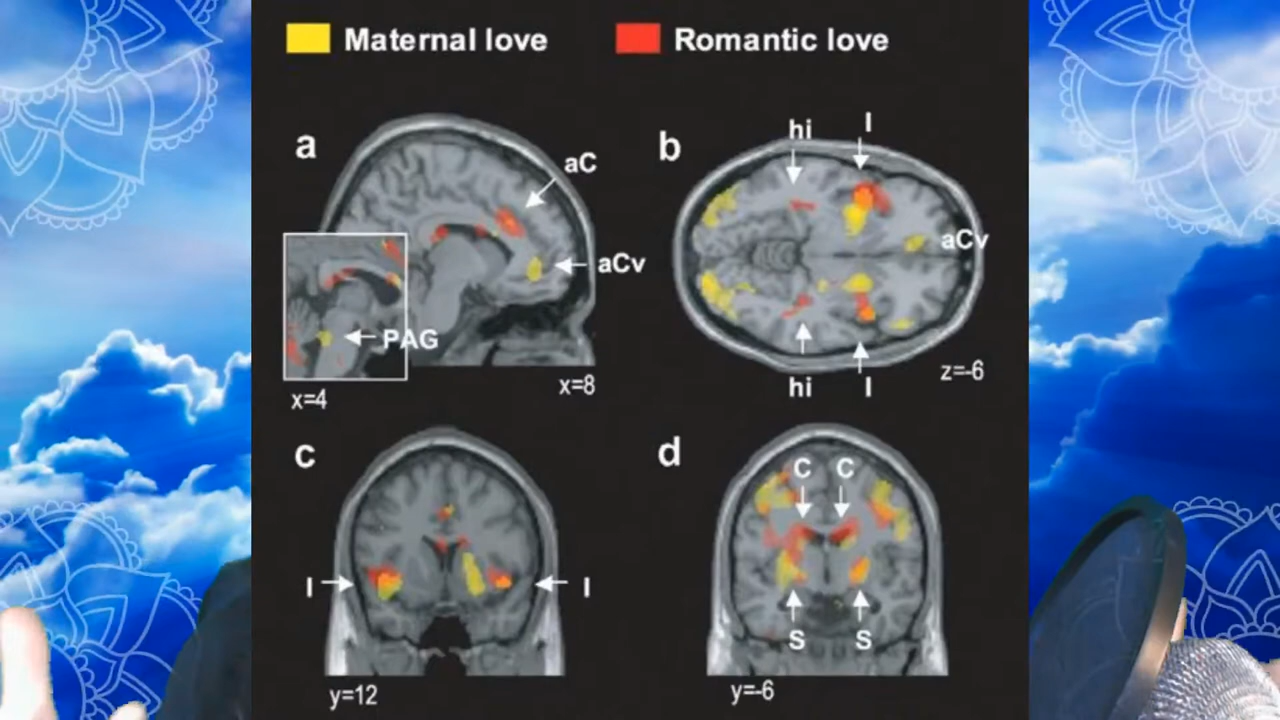 Maternal love
Romantic love
a
aC
aCv
PAG
x=4
x=8
b
hi
I
aCv
hi
I
z=-6
c
I
I
y=12
d
C
C
S
S
y=-6